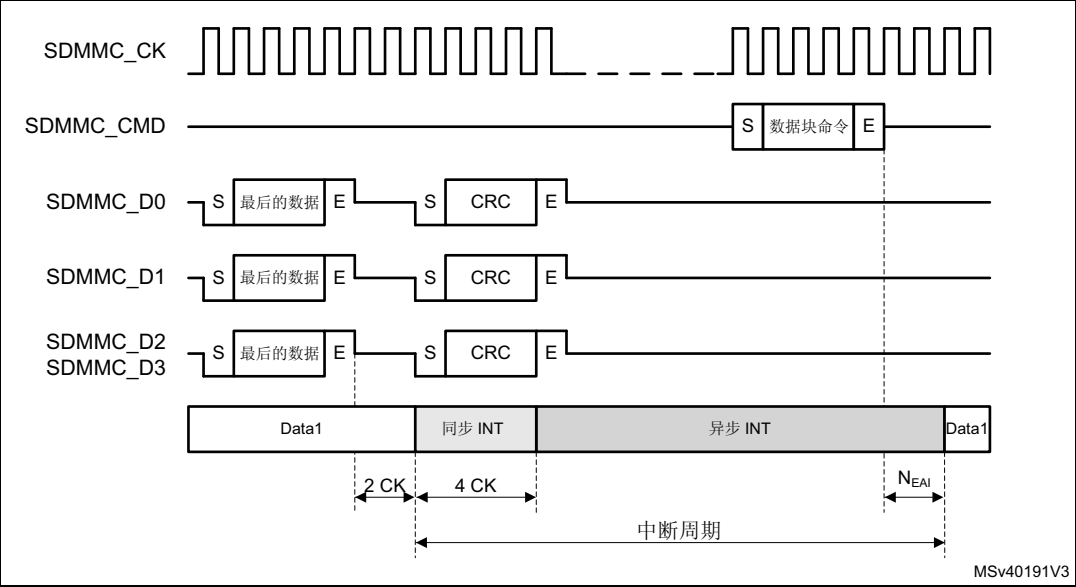 SDMMC_CK
SDMMC_CMD
S 数据块命令 E
SDMMC_D0
S 最后的数据 E S CRC E
SDMMC_D1
S 最后的数据 E S CRC E
SDMMC_D2
SDMMC_D3
S 最后的数据 E S CRC E
Data1 同步 INT 异步 INT Data1
2 CK 4 CK NEAI
中断周期
MSv40191V3